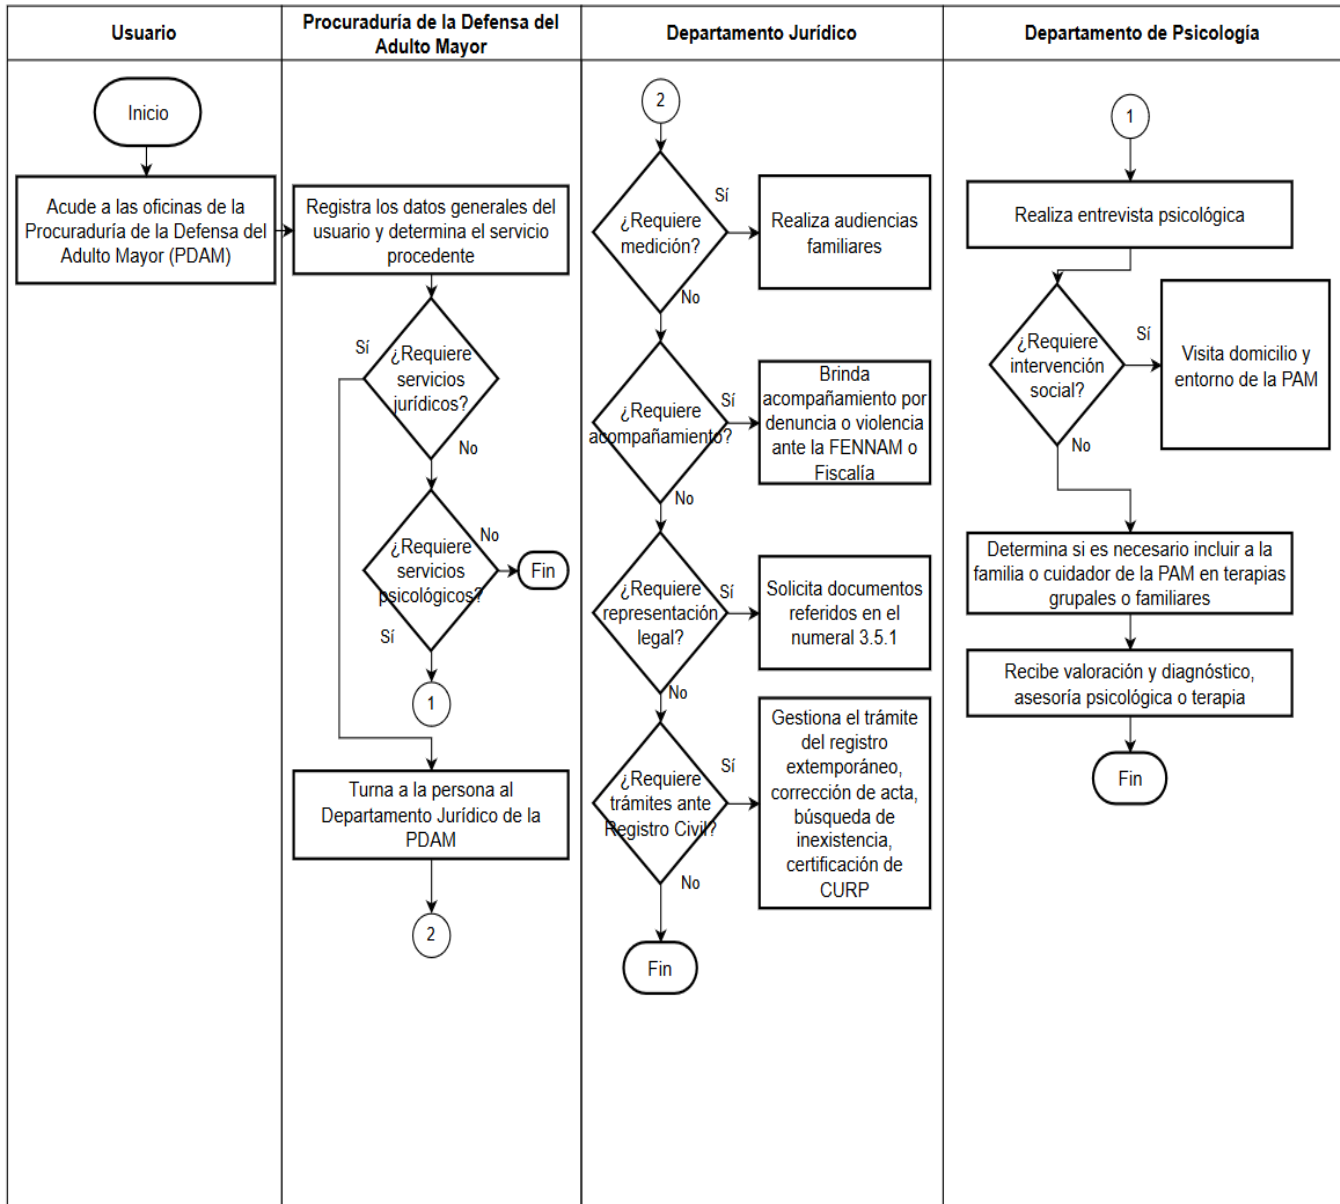 Usuario
Procuraduría de la Defensa del
Adulto Mayor
Departamento Jurídico
Departamento de Psicología
Inicio
Acude a las oficinas de la
Procuraduría de la Defensa del
Adulto Mayor (PDAM)
Registra los datos generales del
usuario y determina el servicio
procedente
Sí
¿Requiere
servicios
jurídicos?
No
¿Requiere
servicios
psicológicos?
No
Fin
Sí
1
Turna a la persona al
Departamento Jurídico de la
PDAM
2
2
¿Requiere
medición?
Sí
Realiza audiencias
familiares
No
¿Requiere
acompañamiento?
Sí
Brinda
acompañamiento por
denuncia o violencia
ante la FENNAM o
Fiscalía
No
¿Requiere
representación
legal?
Sí
Solicita documentos
referidos en el
numeral 3.5.1
No
¿Requiere
trámites ante
Registro Civil?
Sí
Gestiona el trámite
del registro
extemporáneo,
corrección de acta,
búsqueda de
inexistencia,
certificación de
CURP
No
Fin
1
Realiza entrevista psicológica
¿Requiere
intervención
social?
Sí
Visita domicilio y
entorno de la PAM
No
Determina si es necesario incluir a la
familia o cuidador de la PAM en terapias
grupales o familiares
Recibe valoración y diagnóstico,
asesoría psicológica o terapia
Fin